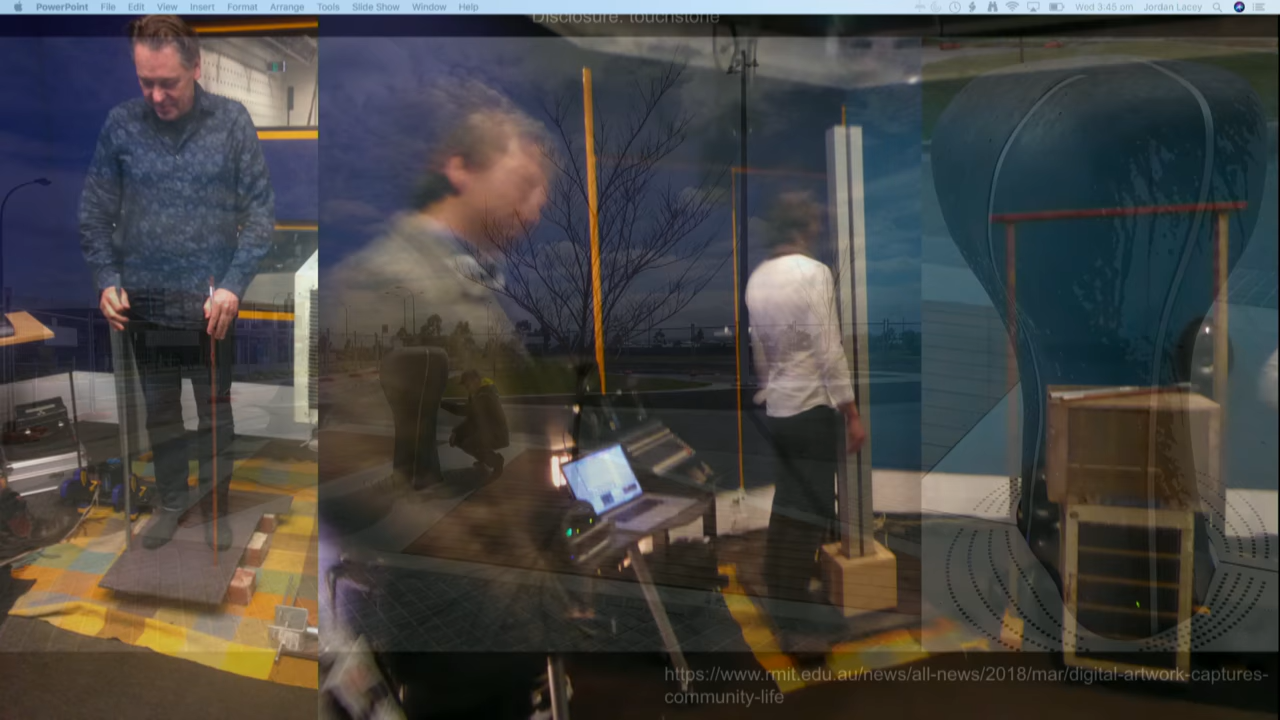 PowerPoint File Edit View Insert Format Arrange Tools Slide Show Window Help Wed 3:45 pm Jordan Lacey
Disclosure: touchstone
https://www.rmit.edu.au/news/all-news/2018/mar/digital-artwork-captures-
community-life